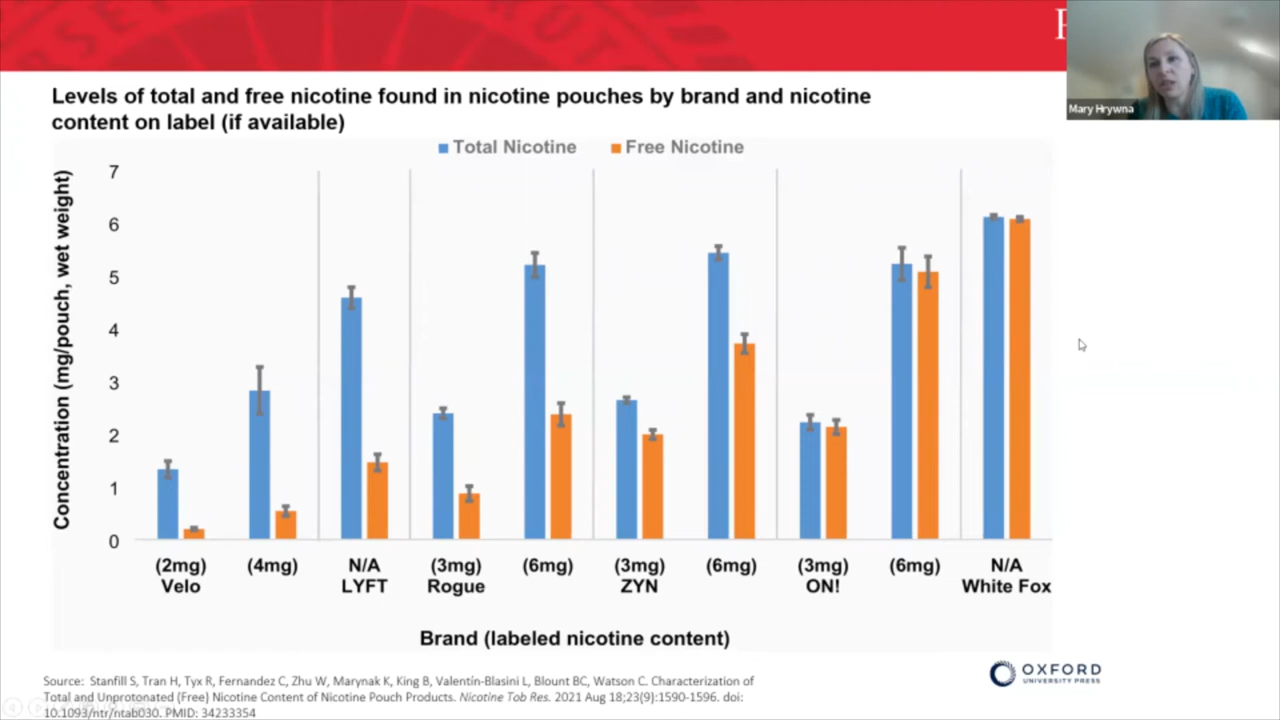 Mary Hrywna
Levels of total and free nicotine found in nicotine pouches by brand and nicotine
content on label (if available)
Total Nicotine Free Nicotine
Concentration (mg/pouch, wet weight)
7
6
5
4
3
2
1
0
(2mg) (4mg) N/A (3mg) (6mg) (3mg) (6mg) (3mg) (6mg) N/A
Velo LYFT Rogue ZYN ON! White Fox
Brand (labeled nicotine content)
OXFORD
UNIVERSITY PRESS
Source: Stanfill S, Tran H, Tyx R, Fernandez C, Zhu W, Marynak K, King B, Valentín-Blasini L, Blount BC, Watson C. Characterization of
Total and Unprotonated (Free) Nicotine Content of Nicotine Pouch Products. Nicotine Tob Res. 2021 Aug 18;23(9):1590-1596. doi:
10.1093/ntr/ntab030. PMID: 34233354